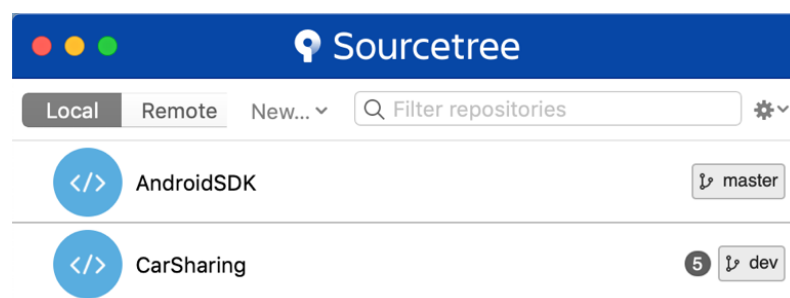 Sourcetree
Local Remote New... Filter repositories
</> AndroidSDK master
</> CarSharing 5 dev